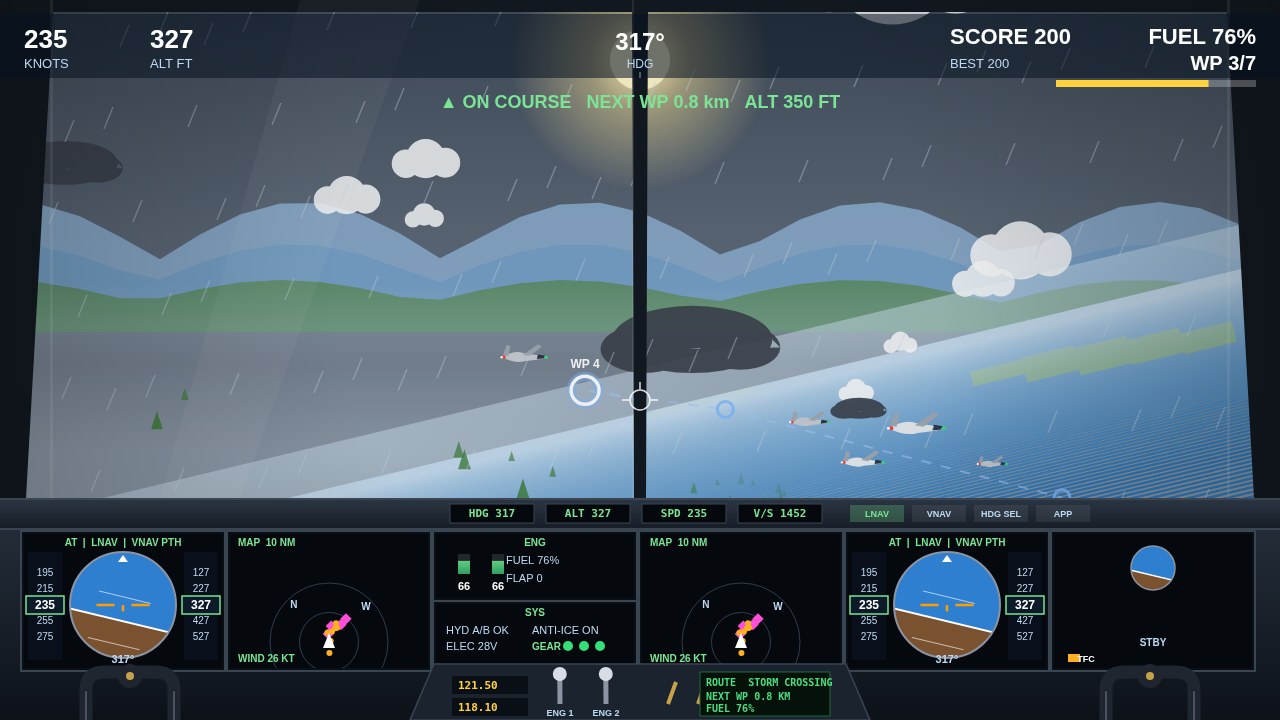 235
KNOTS
327
ALT FT
317°
HDG
SCORE 200
BEST 200
FUEL 76%
WP 3/7
▲ ON COURSE NEXT WP 0.8 km ALT 350 FT
WP 4
HDG 317
ALT 327
SPD 235
V/S 1452
LNAV
VNAV
HDG SEL
APP
AT | LNAV | VNAV PTH
195
215
235
255
275
127
227
327
427
527
317°
MAP 10 NM
N
W
WIND 26 KT
ENG
66
66
FUEL 76%
FLAP 0
SYS
HYD A/B OK
ANTI-ICE ON
ELEC 28V
GEAR
MAP 10 NM
N
W
WIND 26 KT
AT | LNAV | VNAV PTH
195
215
235
255
275
127
227
327
427
527
317°
STBY
TFC
121.50
118.10
ENG 1
ENG 2
ROUTE STORM CROSSING
NEXT WP 0.8 KM
FUEL 76%